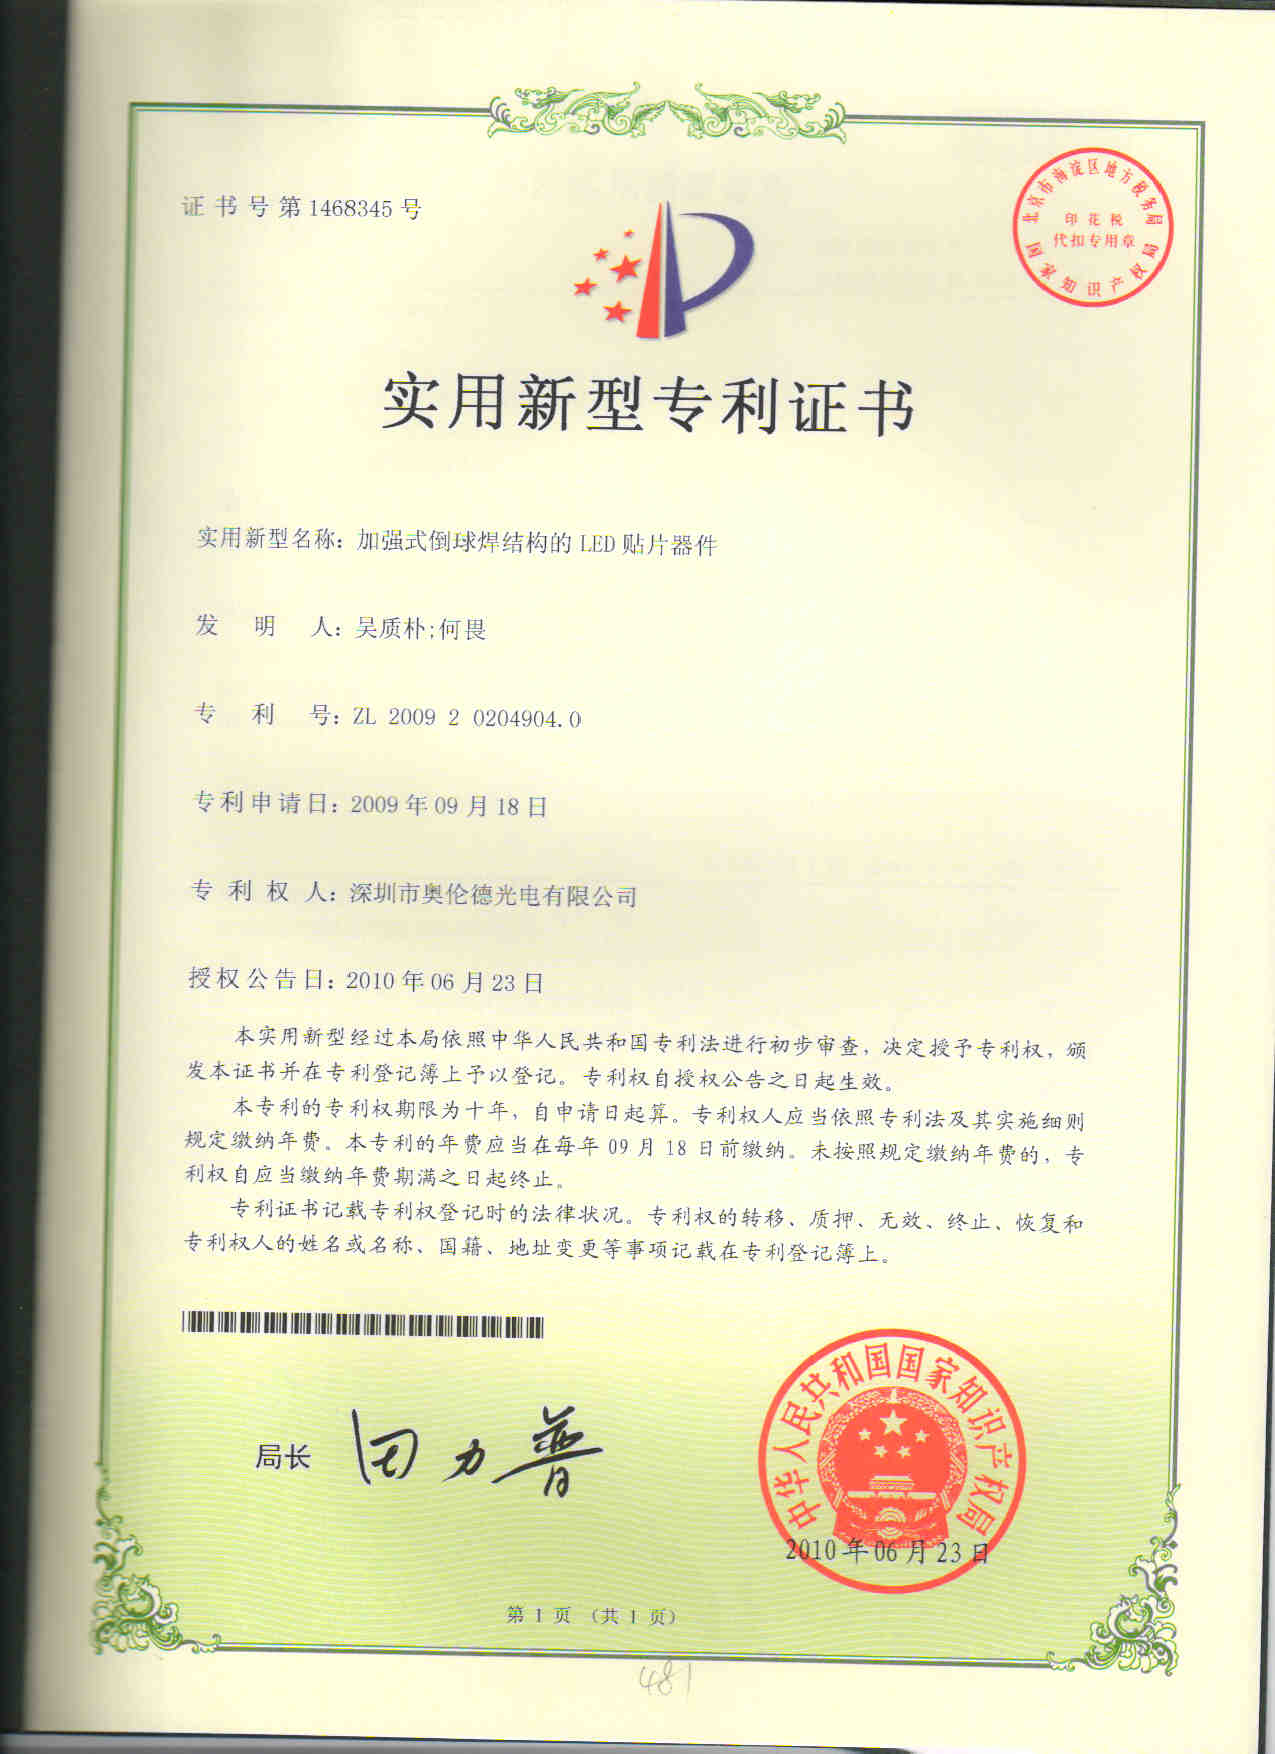 证书号第1468345号
北京市海淀区地方税务局
印花税
代扣专用章
国家知识产权局
实用新型专利证书
实用新型名称：加强式倒球焊结构的LED贴片器件
发明人：吴质朴;何畏
专利号：ZL 2009 2 0204904.0
专利申请日：2009年09月18日
专利权人：深圳市奥伦德光电有限公司
授权公告日：2010年06月23日
本实用新型经过本局依照中华人民共和国专利法进行初步审查，决定授予专利权，颁
发本证书并在专利登记簿上予以登记。专利权自授权公告之日起生效。
本专利的专利权期限为十年，自申请日起算。专利权人应当依照专利法及其实施细则
规定缴纳年费。本专利的年费应当在每年09月18日前缴纳。未按照规定缴纳年费的，专
利权自应当缴纳年费期满之日起终止。
专利证书记载专利权登记时的法律状况。专利权的转移、质押、无效、终止、恢复和
专利权人的姓名或名称、国籍、地址变更等事项记载在专利登记簿上。
局长 田力普
中华人民共和国国家知识产权局
2010年06月23日
第1页（共1页）
481